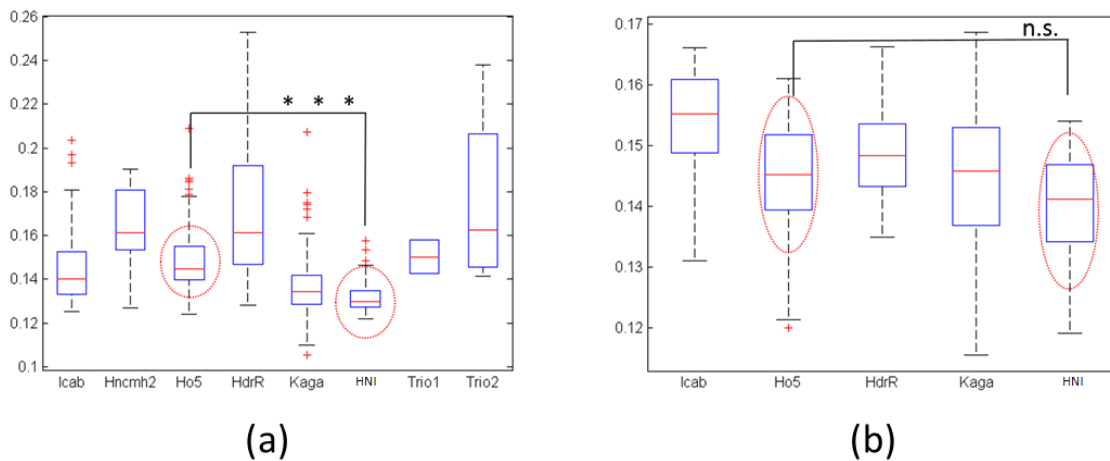 0.26
0.24
0.22
0.2
0.18
0.16
0.14
0.12
0.1
* * *
Icab Hncmh2 Ho5 HdrR Kaga HNI Trio1 Trio2
(a)
0.17
0.16
0.15
0.14
0.13
0.12
n.s.
Icab Ho5 HdrR Kaga HNI
(b)